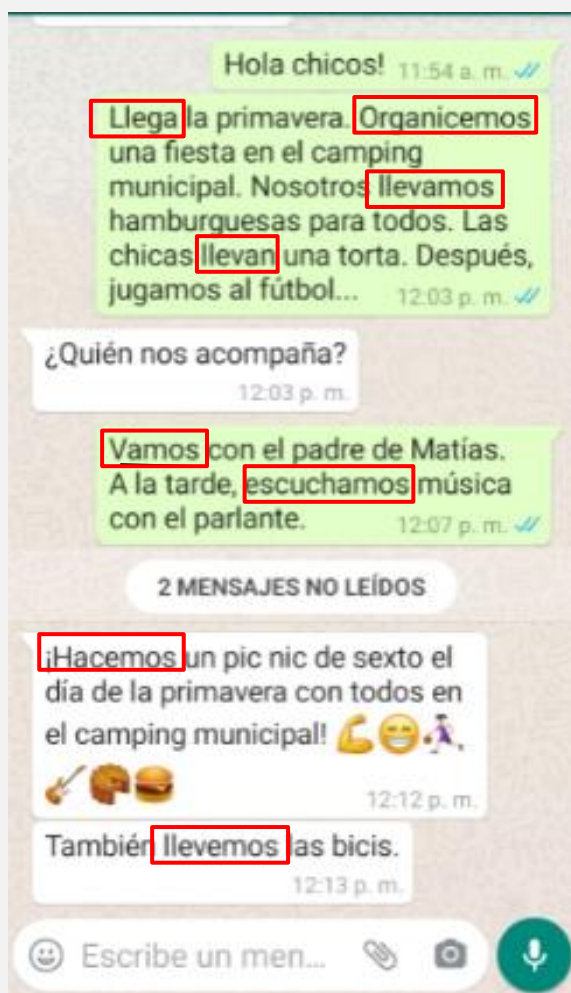 Hola chicos! 11:54 a. m.
Llega la primavera. Organicemos
una fiesta en el camping
municipal. Nosotros llevamos
hamburguesas para todos. Las
chicas llevan una torta. Después,
jugamos al fútbol... 12:03 p. m.
¿Quién nos acompaña?
12:03 p. m.
Vamos con el padre de Matías.
A la tarde, escuchamos música
con el parlante. 12:07 p. m.
2 MENSAJES NO LEÍDOS
¡Hacemos un pic nic de sexto el
día de la primavera con todos en
el camping municipal!
12:12 p. m.
También llevemos las bicis.
12:13 p. m.
Escribe un men...